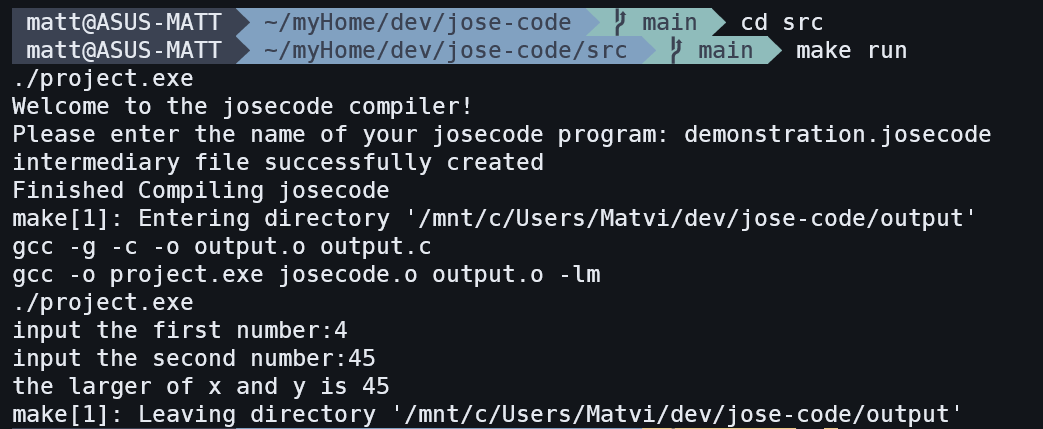 matt@ASUS-MATT ~/myHome/dev/jose-code main cd src
matt@ASUS-MATT ~/myHome/dev/jose-code/src main make run
./project.exe
Welcome to the josecode compiler!
Please enter the name of your josecode program: demonstration.josecode
intermediary file successfully created
Finished Compiling josecode
make[1]: Entering directory '/mnt/c/Users/Matvi/dev/jose-code/output'
gcc -g -c -o output.o output.c
gcc -o project.exe josecode.o output.o -lm
./project.exe
input the first number:4
input the second number:45
the larger of x and y is 45
make[1]: Leaving directory '/mnt/c/Users/Matvi/dev/jose-code/output'